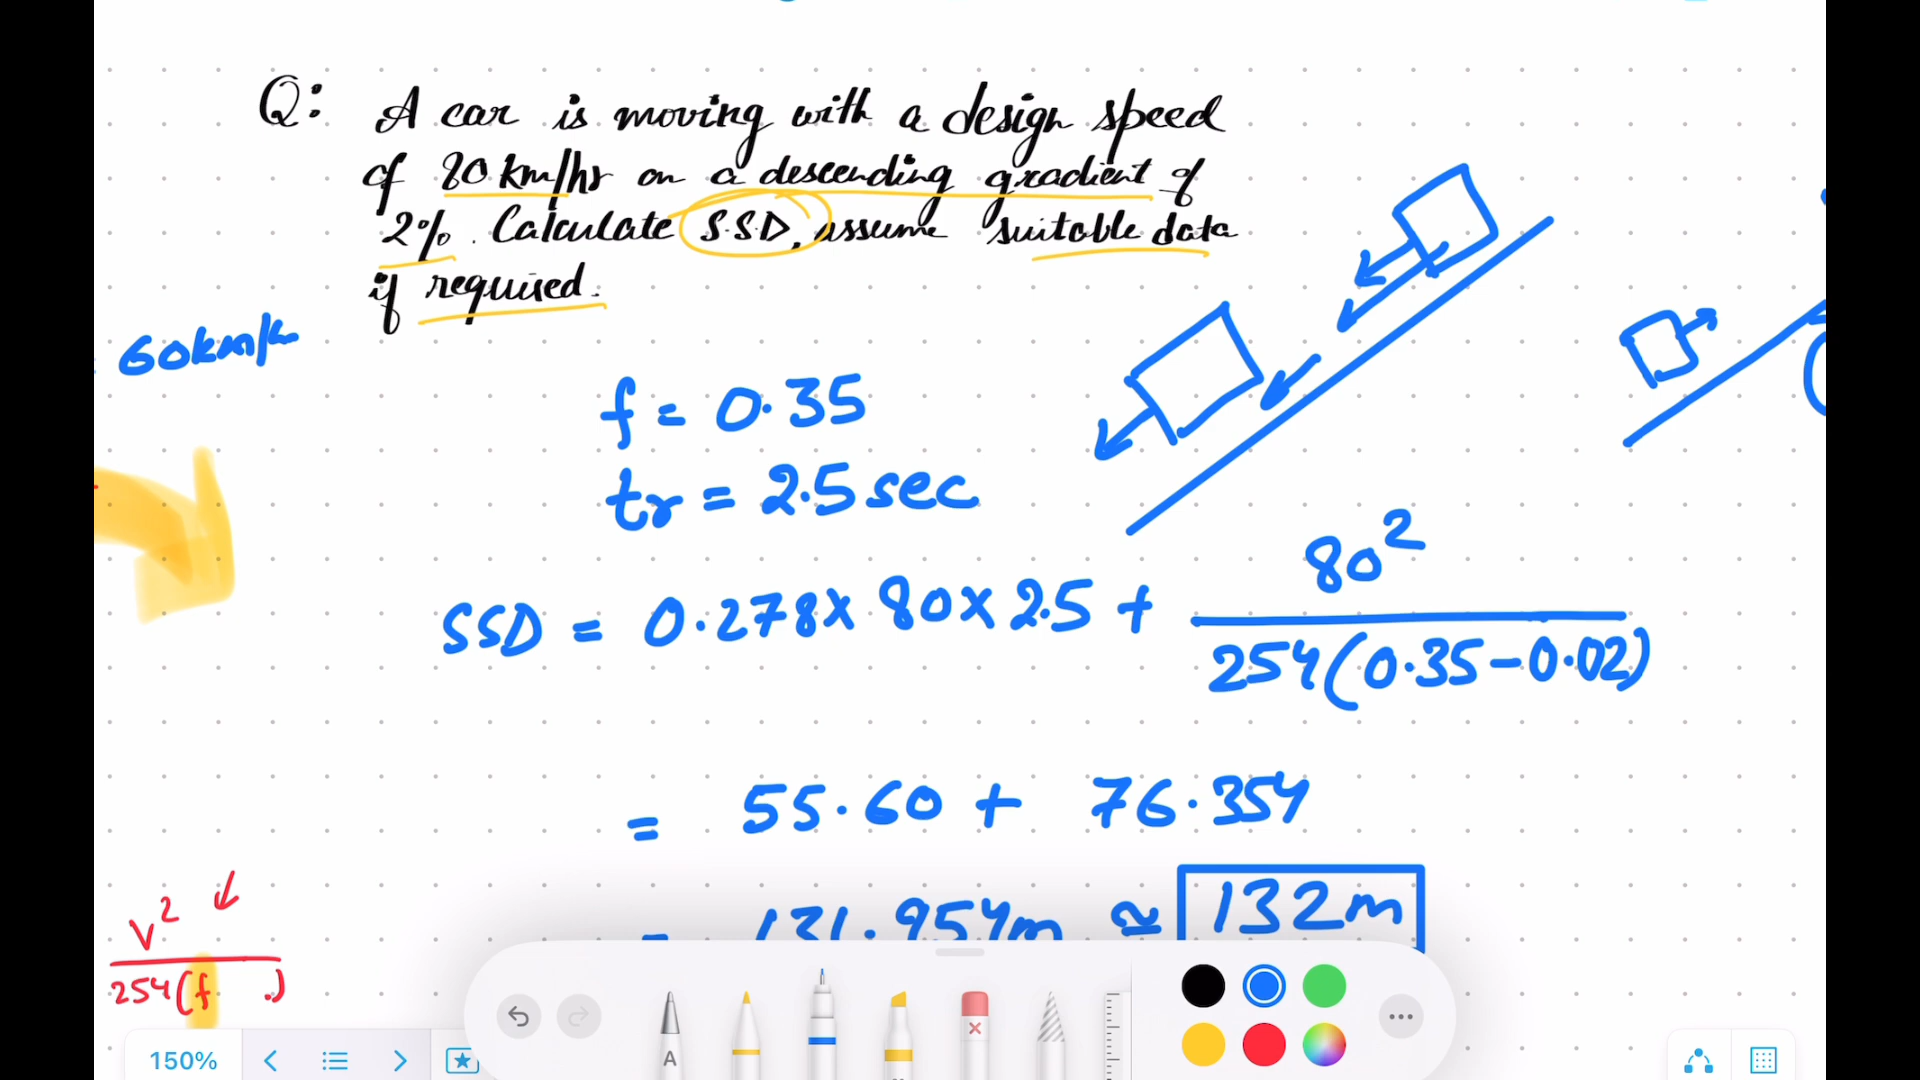 Q: A car is moving with a design speed
of 80 km/hr on a descending gradient of
2%. Calculate S.S.D, assume suitable data
if required.
60km/h
f = 0.35
tr = 2.5 sec
SSD = 0.278 × 80 × 2.5 + 80²
254(0.35-0.02)
= 55.60 + 76.354
= 131.954m ≃ 132m
v²
254(f .)
A
150%